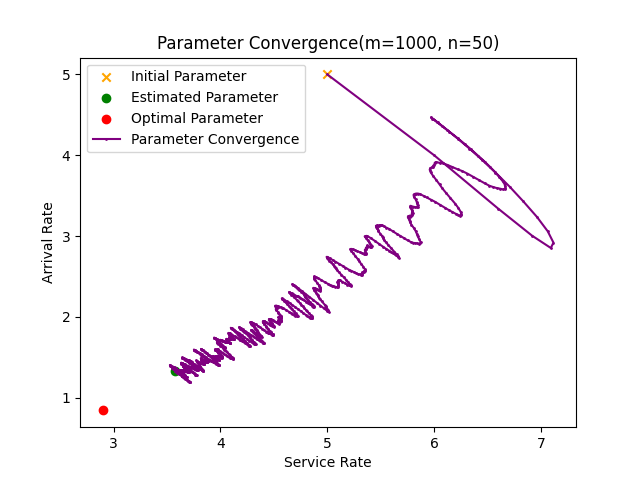 Parameter Convergence(m=1000, n=50)
Initial Parameter
Estimated Parameter
Optimal Parameter
Parameter Convergence
5
4
3
2
1
Arrival Rate
3 4 5 6 7
Service Rate